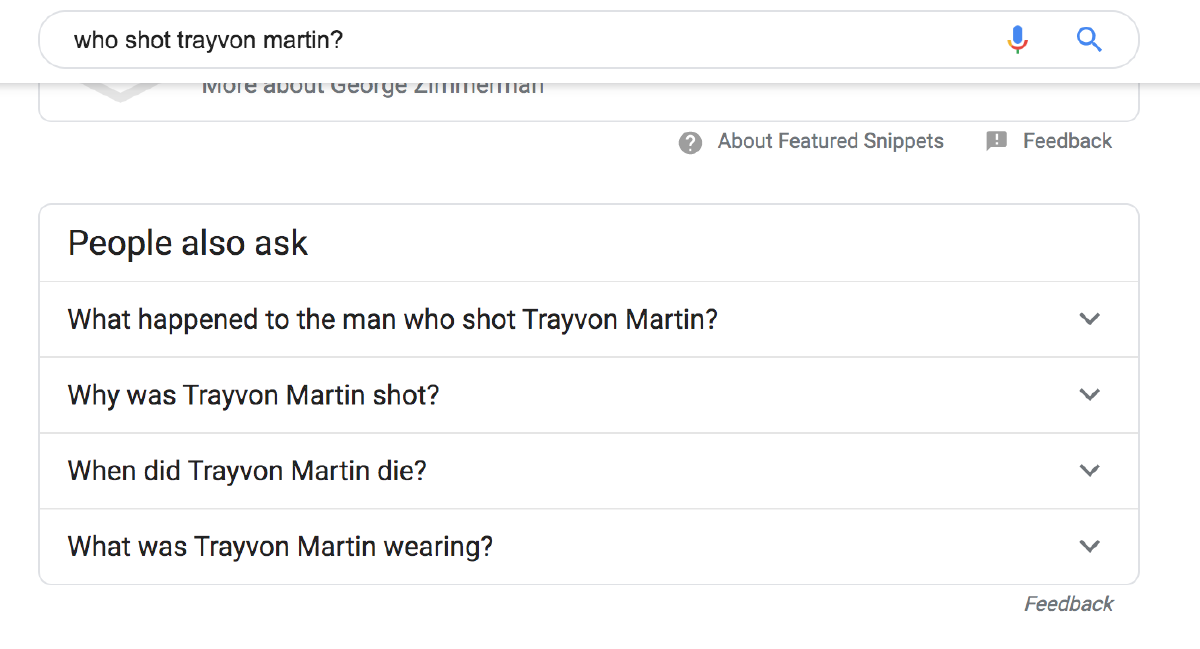 who shot trayvon martin?
More about George Zimmerman
About Featured Snippets
Feedback
People also ask
What happened to the man who shot Trayvon Martin?
Why was Trayvon Martin shot?
When did Trayvon Martin die?
What was Trayvon Martin wearing?
Feedback